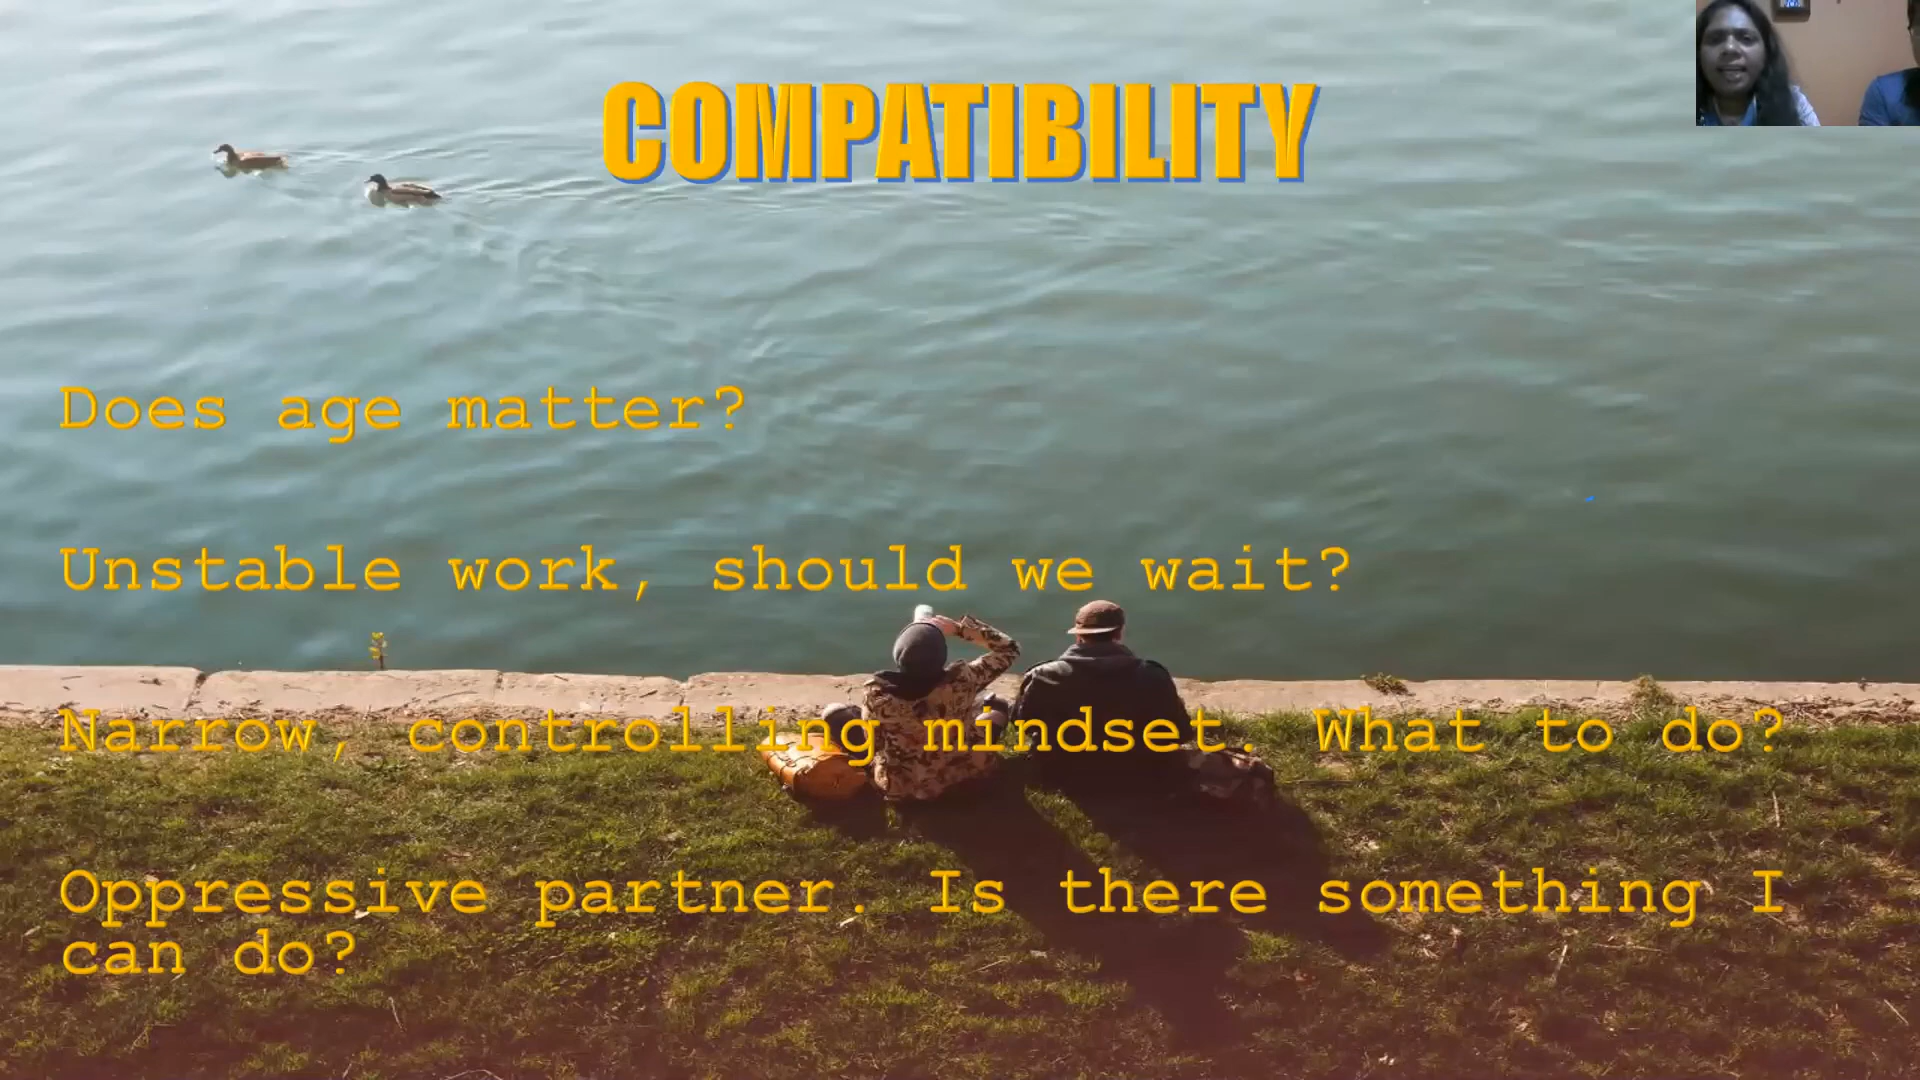 COMPATIBILITY
Does age matter?
Unstable work, should we wait?
Narrow, controlling mindset. What to do?
Oppressive partner. Is there something I
can do?